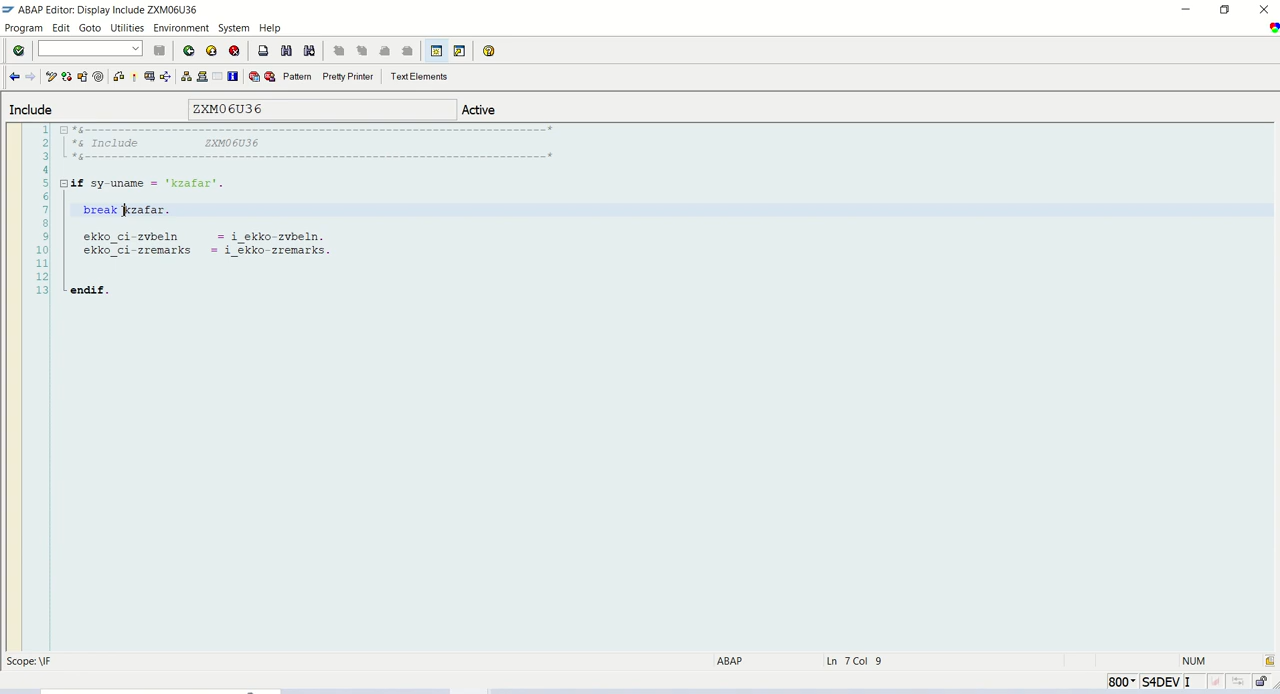 ABAP Editor: Display Include ZXM06U36
Program Edit Goto Utilities Environment System Help
Pattern Pretty Printer Text Elements
Include ZXM06U36 Active
1 *&---------------------------------------------------------------------*
2 *& Include ZXM06U36
3 *&---------------------------------------------------------------------*
4
5 if sy-uname = 'kzafar'.
6
7 break kzafar.
8
9 ekko_ci-zvbeln = i_ekko-zvbeln.
10 ekko_ci-zremarks = i_ekko-zremarks.
11
12
13 endif.
Scope: \IF ABAP Ln 7 Col 9 NUM
800 S4DEV